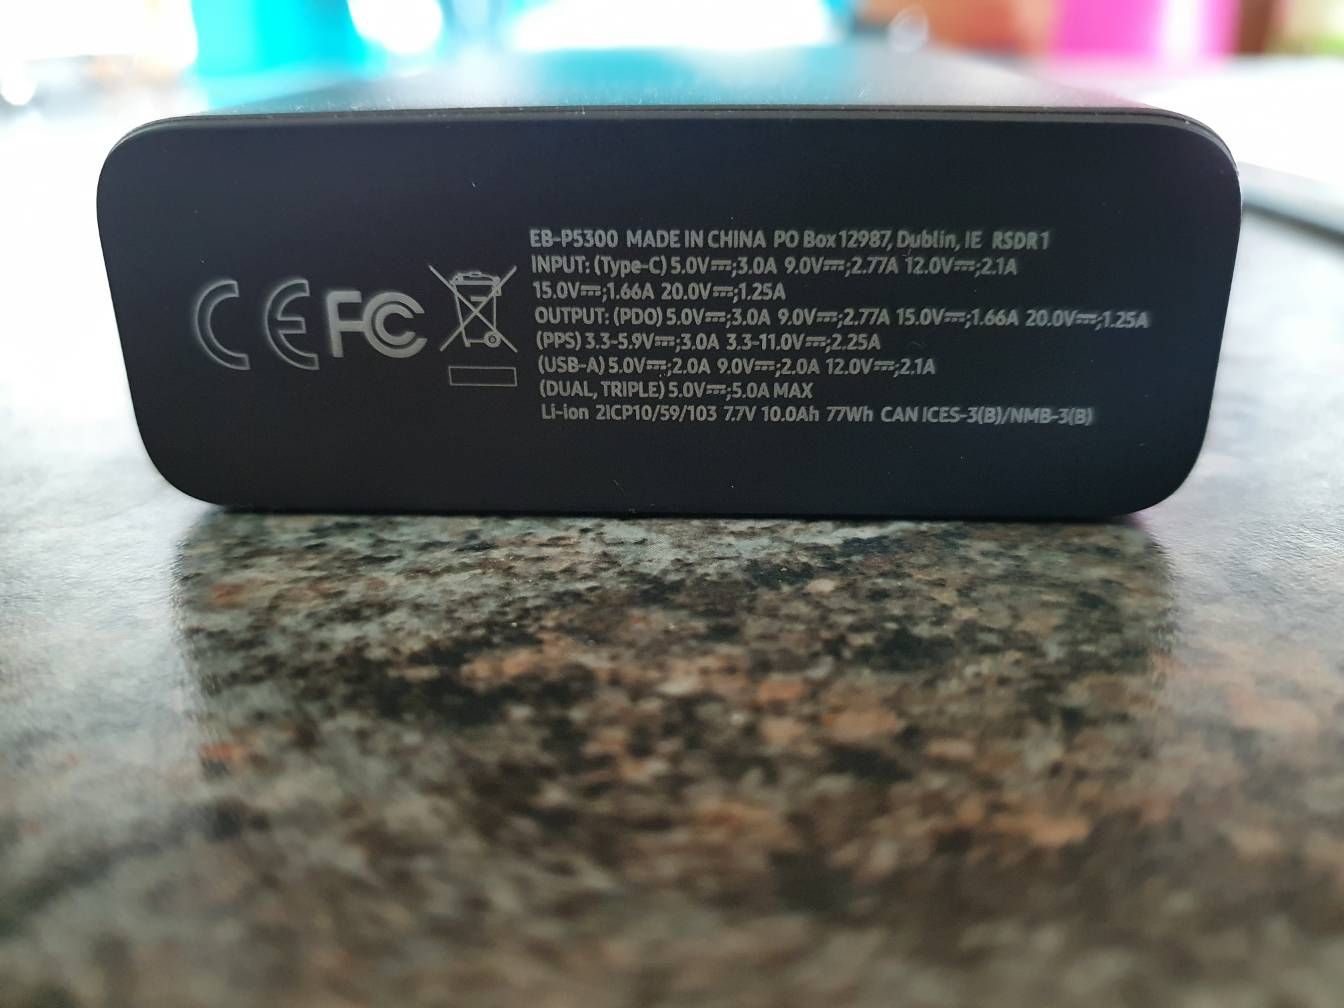 CE FC
EB-P5300 MADE IN CHINA PO Box 12987, Dublin, IE RSDR1
INPUT: (Type-C) 5.0V⎓;3.0A 9.0V⎓;2.77A 12.0V⎓;2.1A
15.0V⎓;1.66A 20.0V⎓;1.25A
OUTPUT: (PDO) 5.0V⎓;3.0A 9.0V⎓;2.77A 15.0V⎓;1.66A 20.0V⎓;1.25A
(PPS) 3.3-5.9V⎓;3.0A 3.3-11.0V⎓;2.25A
(USB-A) 5.0V⎓;2.0A 9.0V⎓;2.0A 12.0V⎓;2.1A
(DUAL, TRIPLE) 5.0V⎓;5.0A MAX
Li-ion 2ICP10/59/103 7.7V 10.0Ah 77Wh CAN ICES-3(B)/NMB-3(B)